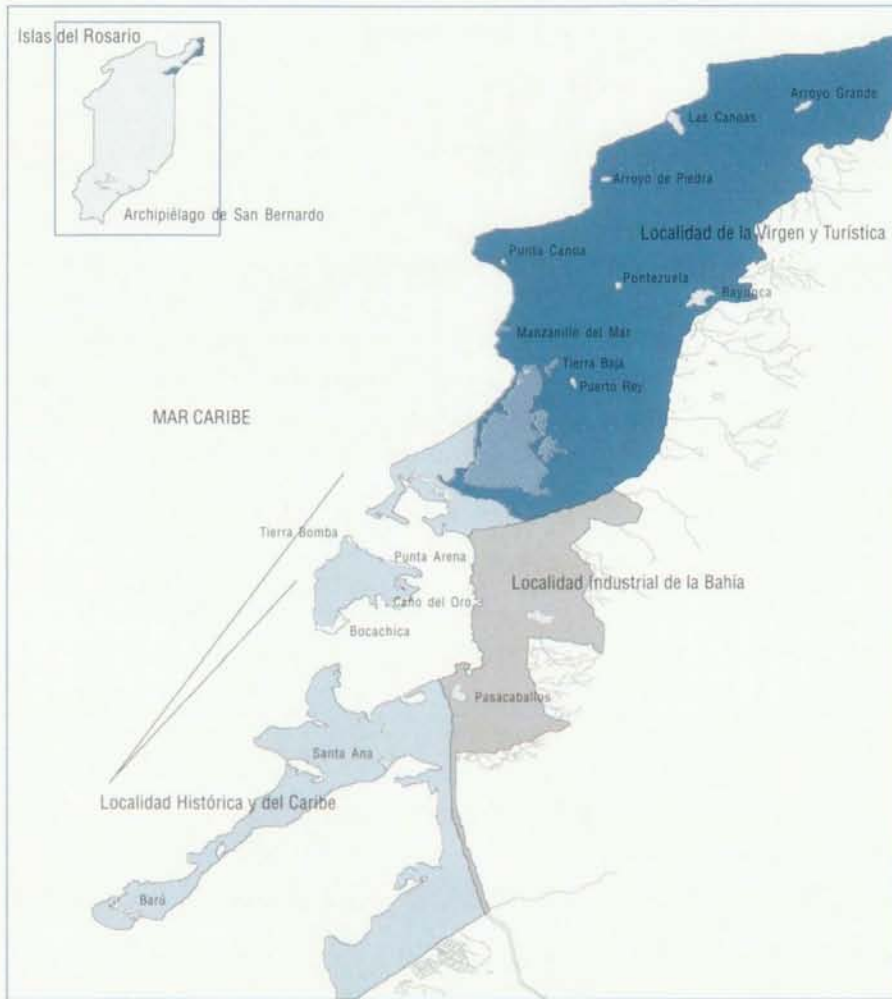 Islas del Rosario
Archipiélago de San Bernardo
Arroyo Grande
Las Canoas
Arroyo de Piedra
Localidad de la Virgen y Turística
Punta Canoa
Pontezuela
Bayunca
Manzanillo del Mar
Tierra Baja
Puerto Rey
MAR CARIBE
Tierra Bomba
Punta Arena
Localidad Industrial de la Bahía
Caño del Oro
Bocachica
Pasacaballos
Santa Ana
Localidad Histórica y del Caribe
Barú